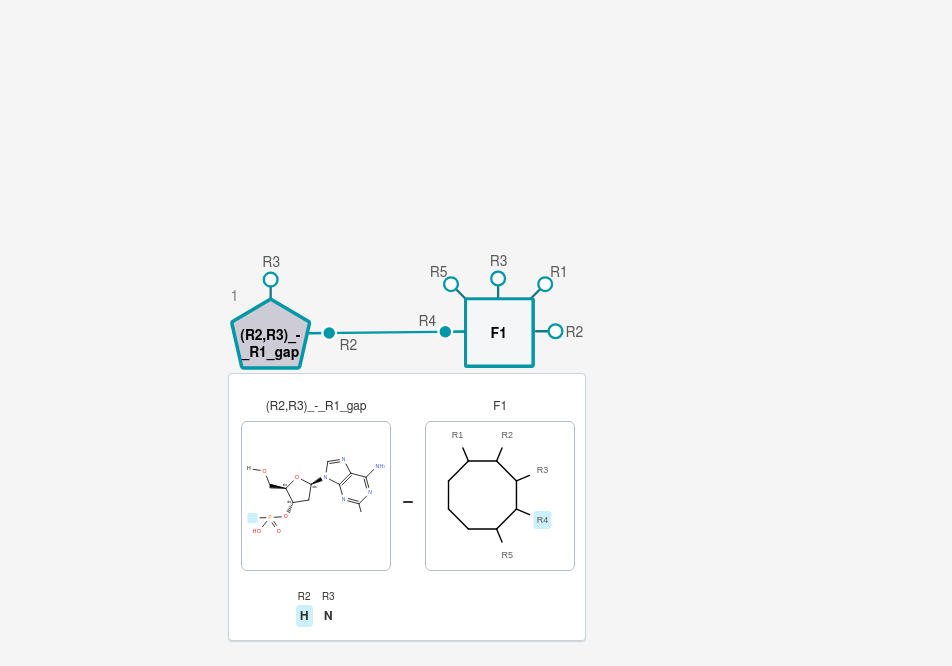 R3
R5
R3
R1
1
R4
R2
(R2,R3)_-
_R1_gap
F1
R2
(R2,R3)_-_R1_gap
F1
R1
R2
R3
R4
R5
H
O
O
N
N
N
N
NH₂
O
P
HO
O
–
R2 R3
H N